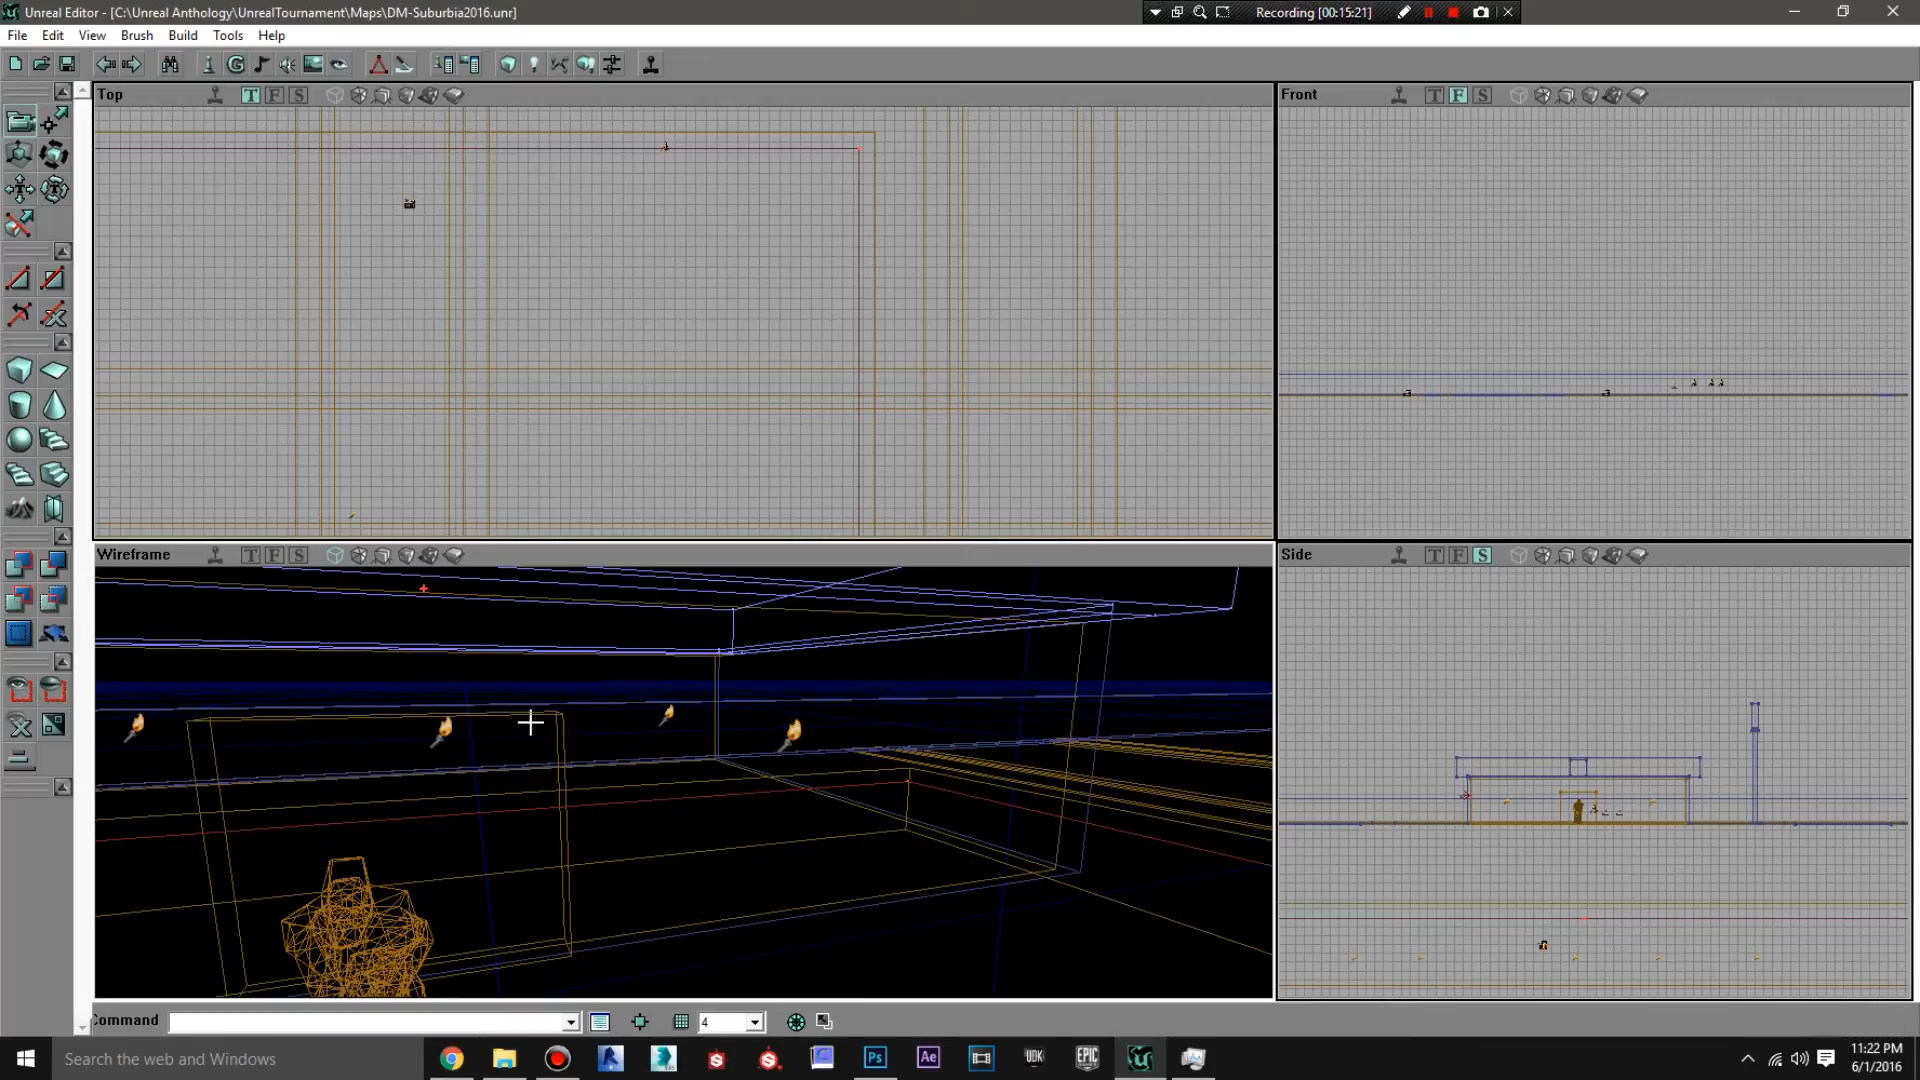 Unreal Editor - [C:\Unreal Anthology\UnrealTournament\Maps\DM-Suburbia2016.unr]
Recording [00:15:21]
File Edit View Brush Build Tools Help
G
Top T F S
Front T F S
Wireframe T F S
Side T F S
Command
4
Search the web and Windows
Ps Ae UDK EPIC
11:22 PM
6/1/2016